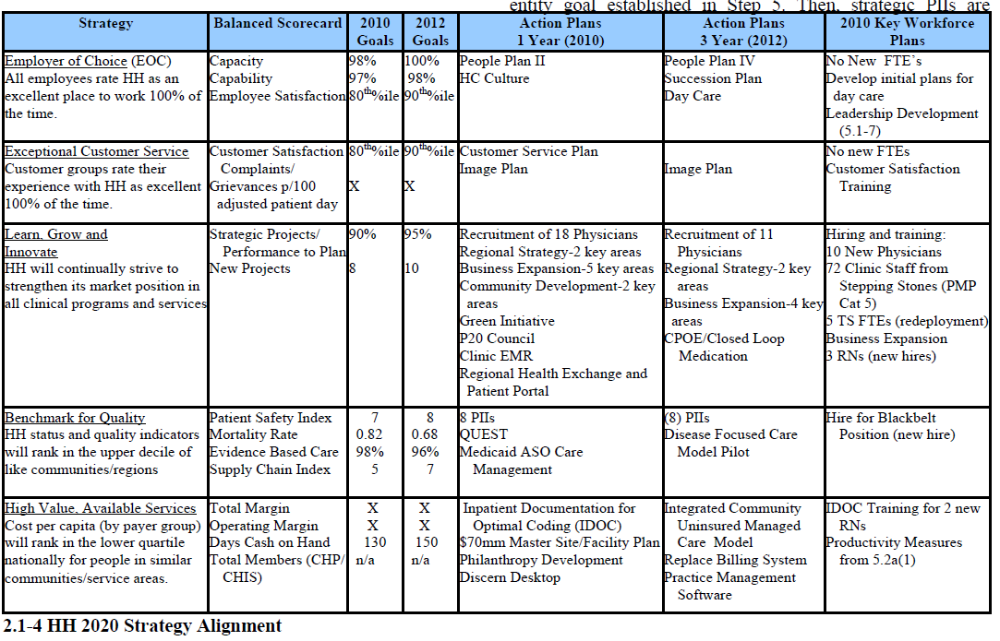 entity goal established in Step 5. Then, strategic PIIs are
Strategy
Balanced Scorecard
2010
Goals
2012
Goals
Action Plans
1 Year (2010)
Action Plans
3 Year (2012)
2010 Key Workforce
Plans
Employer of Choice (EOC)
All employees rate HH as an
excellent place to work 100% of
the time.
Capacity
Capability
Employee Satisfaction
98%
97%
80th%ile
100%
98%
90th%ile
People Plan II
HC Culture
People Plan IV
Succession Plan
Day Care
No New FTE's
Develop initial plans for
day care
Leadership Development
(5.1-7)
Exceptional Customer Service
Customer groups rate their
experience with HH as excellent
100% of the time.
Customer Satisfaction
Complaints/
Grievances p/100
adjusted patient day
80th%ile
X
90th%ile
X
Customer Service Plan
Image Plan
Image Plan
No new FTEs
Customer Satisfaction
Training
Learn, Grow and
Innovate
HH will continually strive to
strengthen its market position in
all clinical programs and services
Strategic Projects/
Performance to Plan
New Projects
90%
8
95%
10
Recruitment of 18 Physicians
Regional Strategy-2 key areas
Business Expansion-5 key areas
Community Development-2 key
areas
Green Initiative
P20 Council
Clinic EMR
Regional Health Exchange and
Patient Portal
Recruitment of 11
Physicians
Regional Strategy-2 key
areas
Business Expansion-4 key
areas
CPOE/Closed Loop
Medication
Hiring and training:
10 New Physicians
72 Clinic Staff from
Stepping Stones (PMP
Cat 5)
5 TS FTEs (redeployment)
Business Expansion
3 RNs (new hires)
Benchmark for Quality
HH status and quality indicators
will rank in the upper decile of
like communities/regions
Patient Safety Index
Mortality Rate
Evidence Based Care
Supply Chain Index
7
0.82
98%
5
8
0.68
96%
7
8 PIIs
QUEST
Medicaid ASO Care
Management
(8) PIIs
Disease Focused Care
Model Pilot
Hire for Blackbelt
Position (new hire)
High Value, Available Services
Cost per capita (by payer group)
will rank in the lower quartile
nationally for people in similar
communities/service areas.
Total Margin
Operating Margin
Days Cash on Hand
Total Members (CHP/
CHIS)
X
X
130
n/a
X
X
150
n/a
Inpatient Documentation for
Optimal Coding (IDOC)
$70mm Master Site/Facility Plan
Philanthropy Development
Discern Desktop
Integrated Community
Uninsured Managed
Care Model
Replace Billing System
Practice Management
Software
IDOC Training for 2 new
RNs
Productivity Measures
from 5.2a(1)
2.1-4 HH 2020 Strategy Alignment